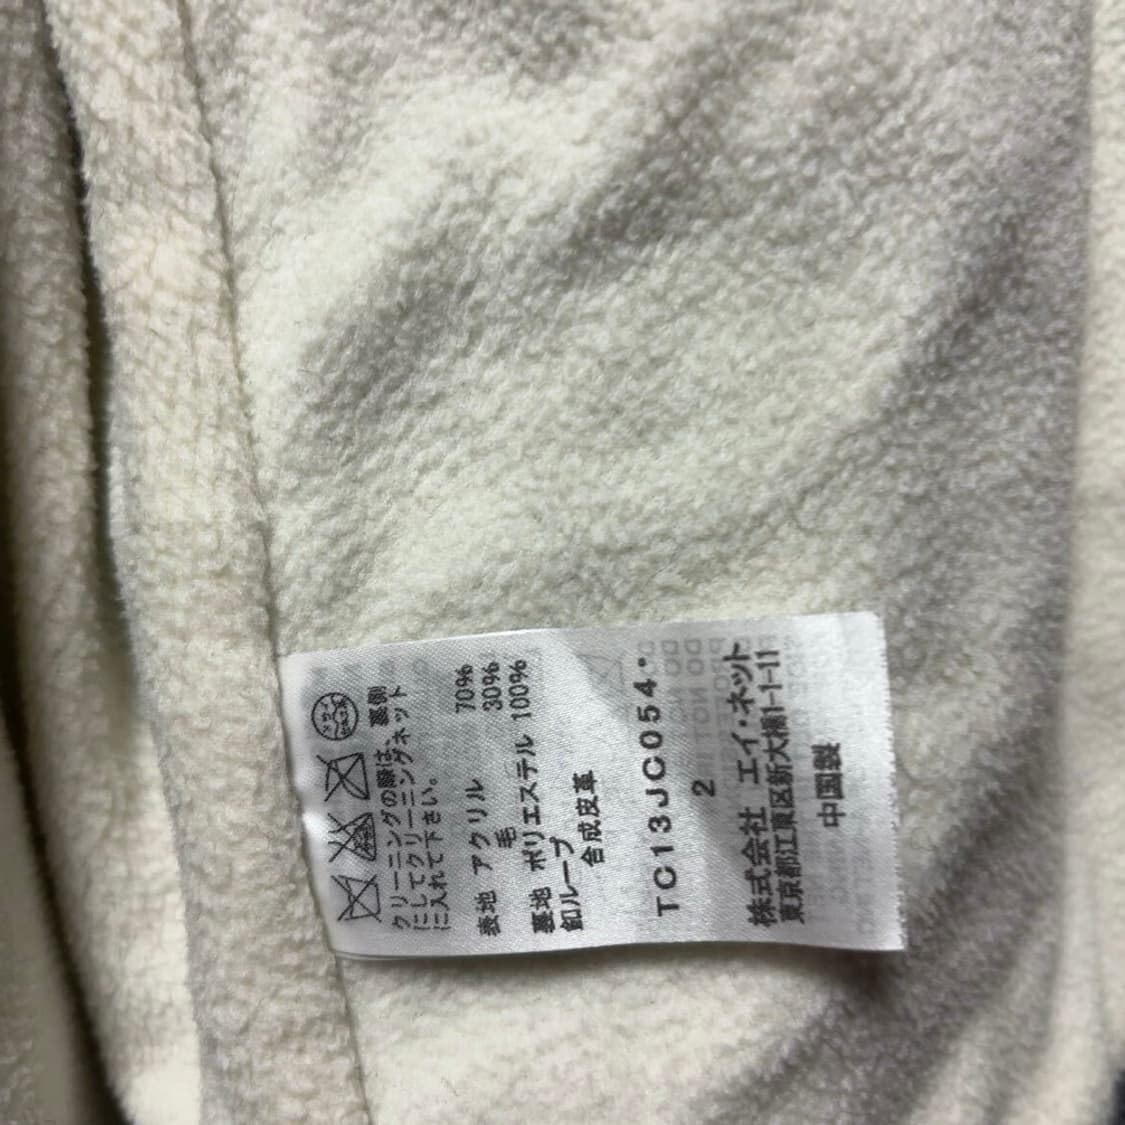 クリーニングの際は、裏側
にしてクリーニングネット
に入れて下さい。
表地 アクリル 70%
毛 30%
裏地 ポリエステル 100%
釦ループ
合成皮革
TC13JC054・
2
株式会社 エイ・ネット
東京都江東区新大橋1-1-11
中国製